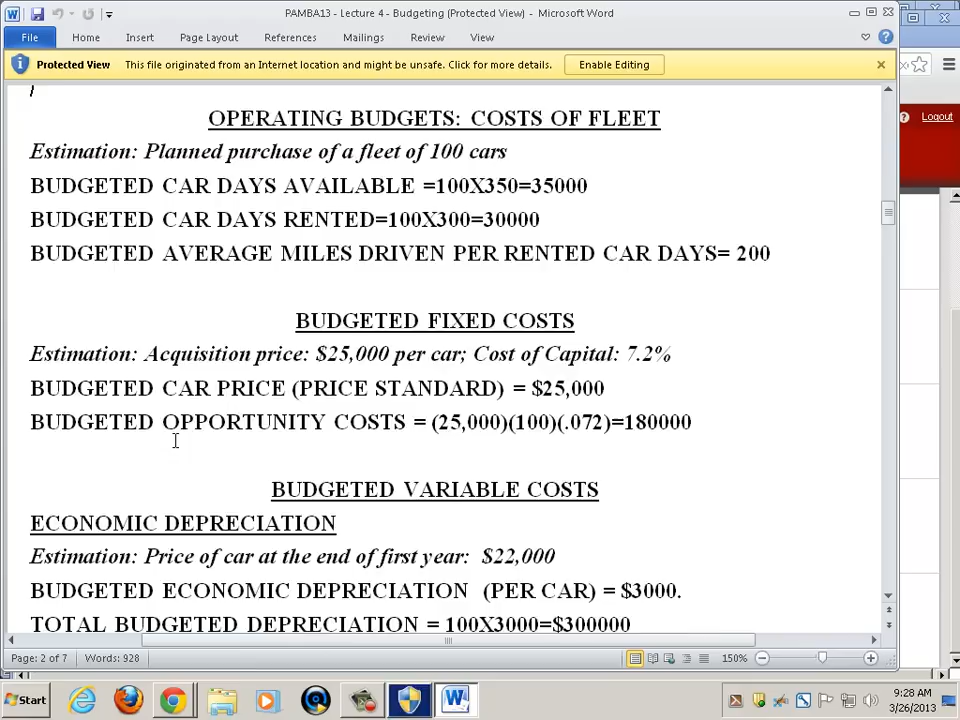 PAMBA13 - Lecture 4 - Budgeting (Protected View) - Microsoft Word
File Home Insert Page Layout References Mailings Review View
Protected View This file originated from an Internet location and might be unsafe. Click for more details. Enable Editing
Logout
OPERATING BUDGETS: COSTS OF FLEET
Estimation: Planned purchase of a fleet of 100 cars
BUDGETED CAR DAYS AVAILABLE =100X350=35000
BUDGETED CAR DAYS RENTED=100X300=30000
BUDGETED AVERAGE MILES DRIVEN PER RENTED CAR DAYS= 200
BUDGETED FIXED COSTS
Estimation: Acquisition price: $25,000 per car; Cost of Capital: 7.2%
BUDGETED CAR PRICE (PRICE STANDARD) = $25,000
BUDGETED OPPORTUNITY COSTS = (25,000)(100)(.072)=180000
BUDGETED VARIABLE COSTS
ECONOMIC DEPRECIATION
Estimation: Price of car at the end of first year: $22,000
BUDGETED ECONOMIC DEPRECIATION (PER CAR) = $3000.
TOTAL BUDGETED DEPRECIATION = 100X3000=$300000
Page: 2 of 7 Words: 928 150%
Start 9:28 AM
3/26/2013